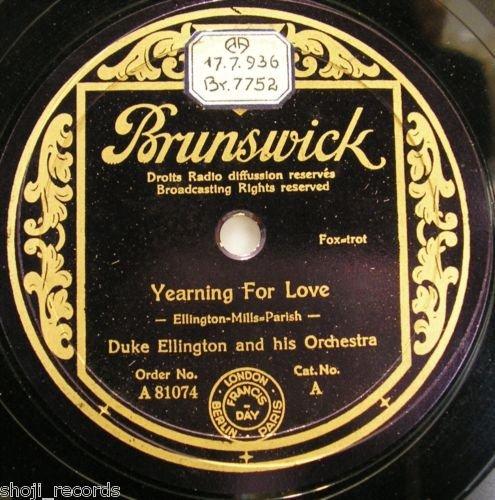 AR
17.7.936
Br. 7752
Brunswick
Droits Radio diffussion reservés
Broadcasting Rights reserved
Fox=trot
Yearning For Love
— Ellington=Mills=Parish —
Duke Ellington and his Orchestra
Order No.
A 81074
Cat. No.
A
LONDON
FRANCIS
&
DAY
BERLIN PARIS
shoji_records